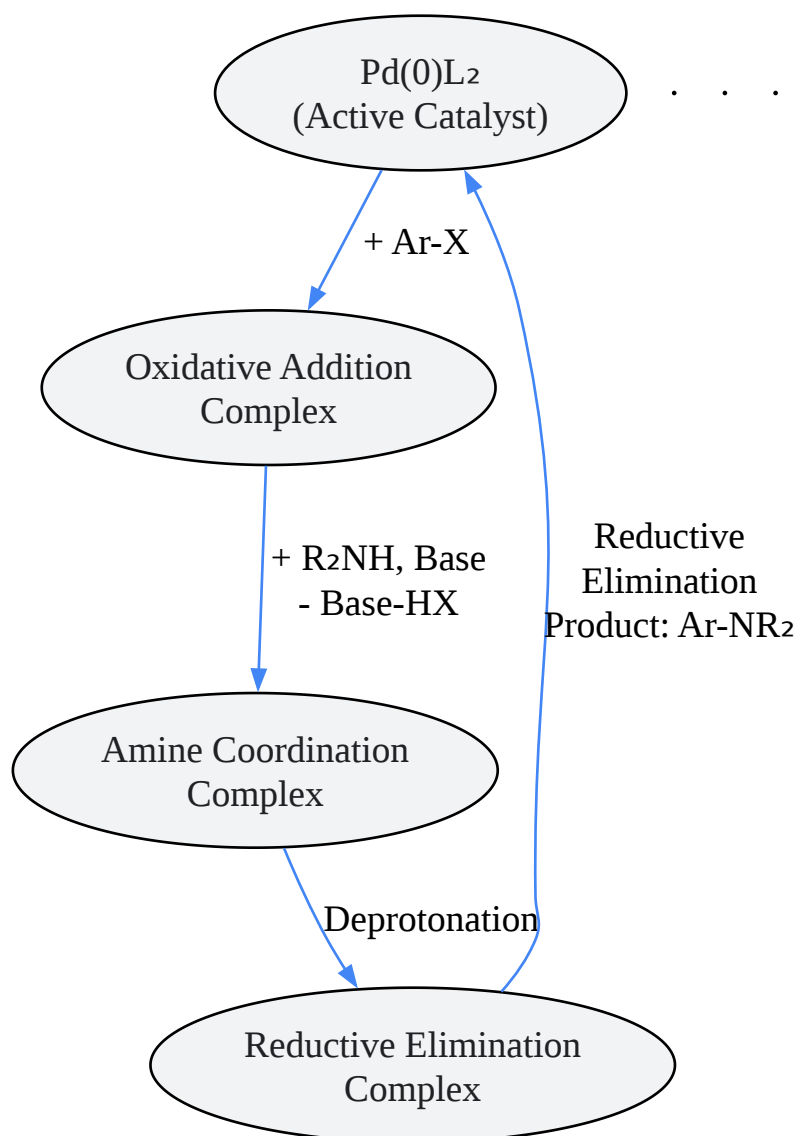 Pd(0)L₂
(Active Catalyst)
. . .
+ Ar-X
Oxidative Addition
Complex
+ R₂NH, Base
- Base-HX
Reductive
Elimination
Product: Ar-NR₂
Amine Coordination
Complex
Deprotonation
Reductive Elimination
Complex